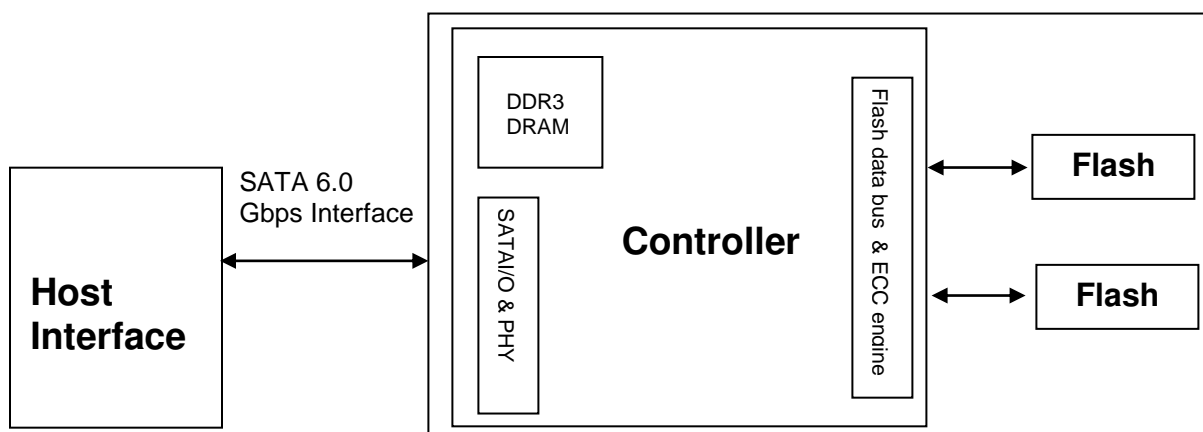 DDR3
DRAM
SATA 6.0
Gbps Interface
Host
Interface
SATAI/O & PHY
Controller
Flash data bus & ECC engine
Flash
Flash